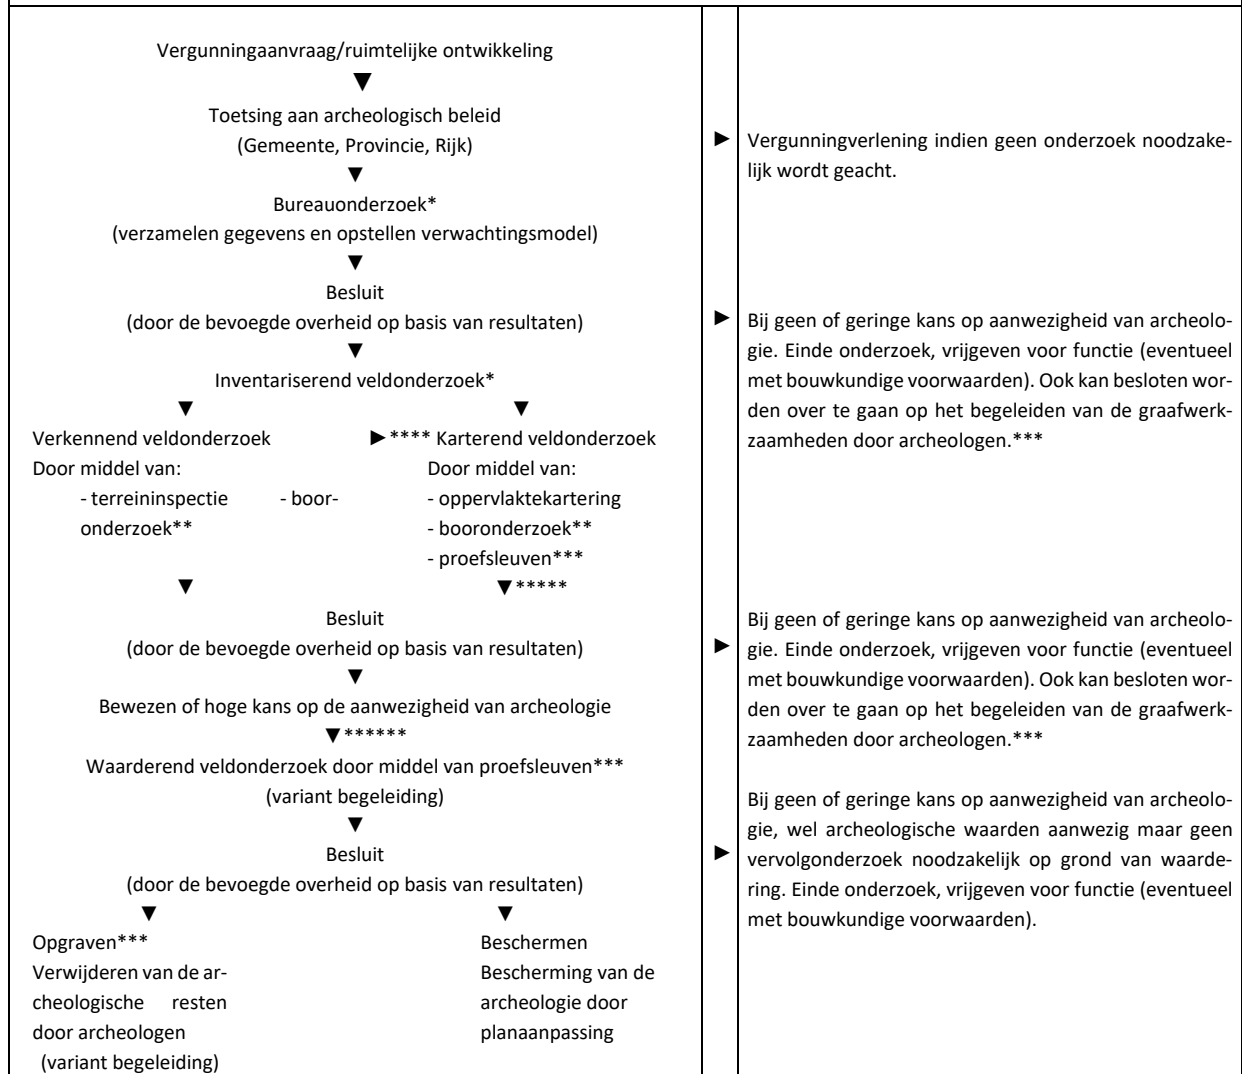 Vergunningaanvraag/ruimtelijke ontwikkeling
▼
Toetsing aan archeologisch beleid
(Gemeente, Provincie, Rijk)
▼
Bureauonderzoek*
(verzamelen gegevens en opstellen verwachtingsmodel)
▼
Besluit
(door de bevoegde overheid op basis van resultaten)
▼
Inventariserend veldonderzoek*
▼ ▼
Verkennend veldonderzoek ►**** Karterend veldonderzoek
Door middel van: Door middel van:
- terreininspectie - boor- - oppervlaktekartering
onderzoek** - booronderzoek**
- proefsleuven***
▼ ▼*****
Besluit
(door de bevoegde overheid op basis van resultaten)
▼
Bewezen of hoge kans op de aanwezigheid van archeologie
▼******
Waarderend veldonderzoek door middel van proefsleuven***
(variant begeleiding)
▼
Besluit
(door de bevoegde overheid op basis van resultaten)
▼ ▼
Opgraven*** Beschermen
Verwijderen van de ar- Bescherming van de
cheologische resten archeologie door
door archeologen planaanpassing
(variant begeleiding)
► Vergunningverlening indien geen onderzoek noodzake-
lijk wordt geacht.
► Bij geen of geringe kans op aanwezigheid van archeolo-
gie. Einde onderzoek, vrijgeven voor functie (eventueel
met bouwkundige voorwaarden). Ook kan besloten wor-
den over te gaan op het begeleiden van de graafwerk-
zaamheden door archeologen.***
Bij geen of geringe kans op aanwezigheid van archeolo-
► gie. Einde onderzoek, vrijgeven voor functie (eventueel
met bouwkundige voorwaarden). Ook kan besloten wor-
den over te gaan op het begeleiden van de graafwerk-
zaamheden door archeologen.***
Bij geen of geringe kans op aanwezigheid van archeolo-
gie, wel archeologische waarden aanwezig maar geen
► vervolgonderzoek noodzakelijk op grond van waarde-
ring. Einde onderzoek, vrijgeven voor functie (eventueel
met bouwkundige voorwaarden).